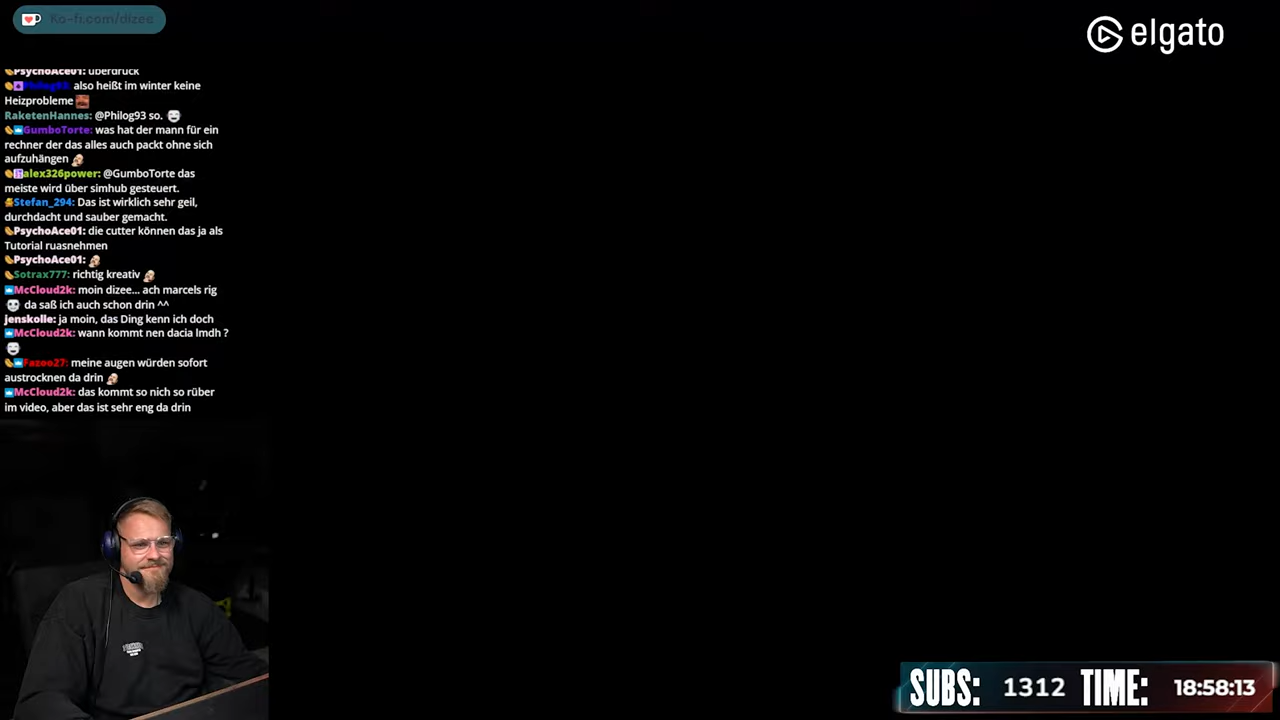 Ko-fi.com/dizee
elgato
PsychoAce01: überdruck
Philog93: also heißt im winter keine
Heizprobleme
RaketenHannes: @Philog93 so.
GumboTorte: was hat der mann für ein
rechner der das alles auch packt ohne sich
aufzuhängen
alex326power: @GumboTorte das
meiste wird über simhub gesteuert.
Stefan_294: Das ist wirklich sehr geil,
durchdacht und sauber gemacht.
PsychoAce01: die cutter können das ja als
Tutorial ruasnehmen
PsychoAce01:
Sotrax777: richtig kreativ
McCloud2k: moin dizee... ach marcels rig
da saß ich auch schon drin ^^
jenskolle: ja moin, das Ding kenn ich doch
McCloud2k: wann kommt nen dacia lmdh ?
Fazoo27: meine augen würden sofort
austrocknen da drin
McCloud2k: das kommt so nich so rüber
im video, aber das ist sehr eng da drin
SUBS: 1312 TIME: 18:58:13